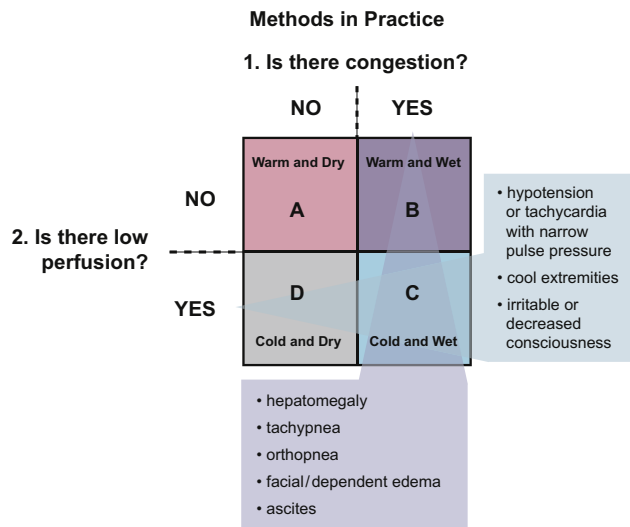 Methods in Practice
1. Is there congestion?
NO
YES
Warm and Dry
Warm and Wet
NO
A
B
2. Is there low
perfusion?
YES
D
C
Cold and Dry
Cold and Wet
• hypotension
or tachycardia
with narrow
pulse pressure
• cool extremities
• irritable or
decreased
consciousness
• hepatomegaly
• tachypnea
• orthopnea
• facial/dependent edema
• ascites